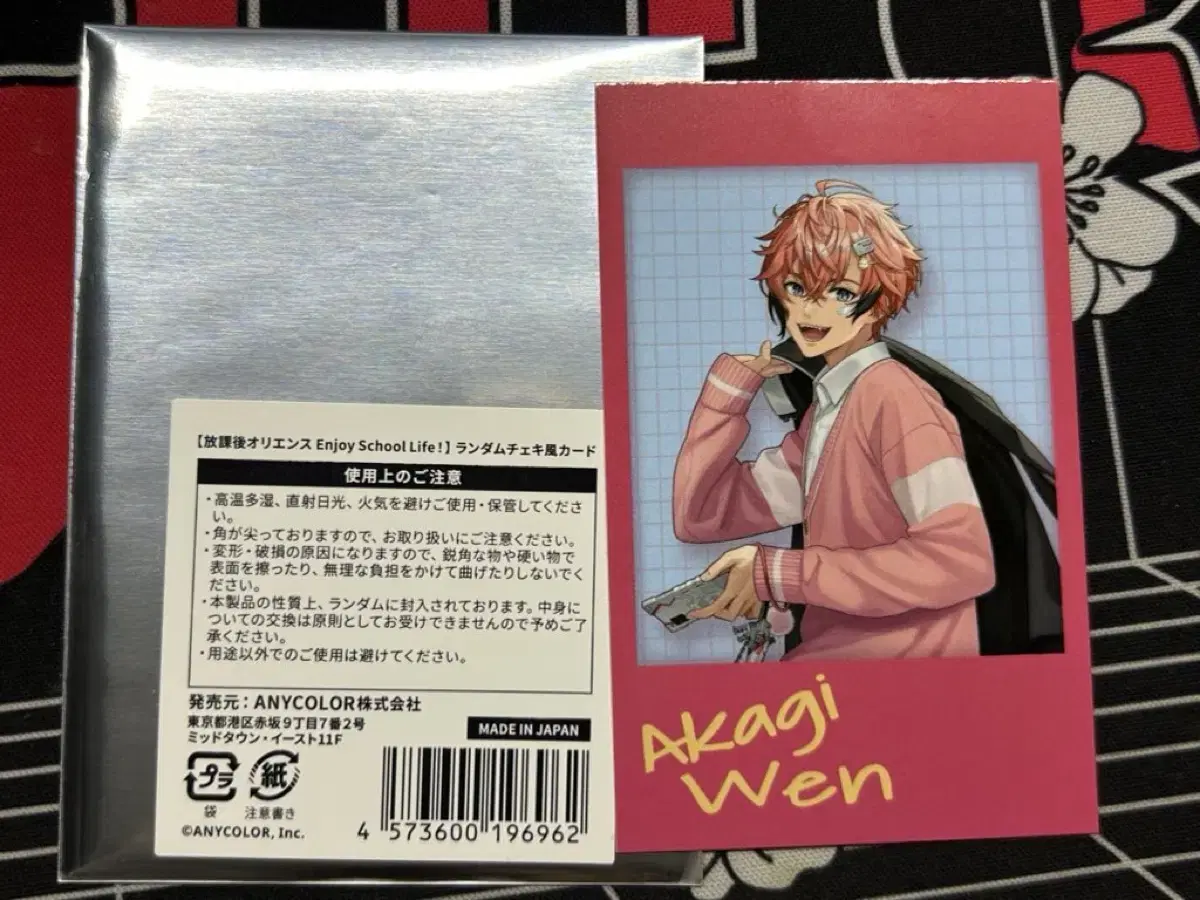 【放課後オリエンス Enjoy School Life!】ランダムチェキ風カード
使用上のご注意
・高温多湿、直射日光、火気を避けご使用・保管してくださ
い。
・角が尖っておりますので、お取り扱いにご注意ください。
・変形・破損の原因になりますので、鋭角な物や硬い物で
表面を擦ったり、無理な負担をかけて曲げたりしないでく
ださい。
・本製品の性質上、ランダムに封入されております。中身に
ついての交換は原則としてお受けできませんので予めご了
承ください。
・用途以外でのご使用は避けてください。
発売元：ANYCOLOR株式会社
東京都港区赤坂9丁目7番2号
ミッドタウン・イースト11F
MADE IN JAPAN
プラ
紙
袋
注意書き
©ANYCOLOR, Inc.
4 573600 196962
Akagi
Wen